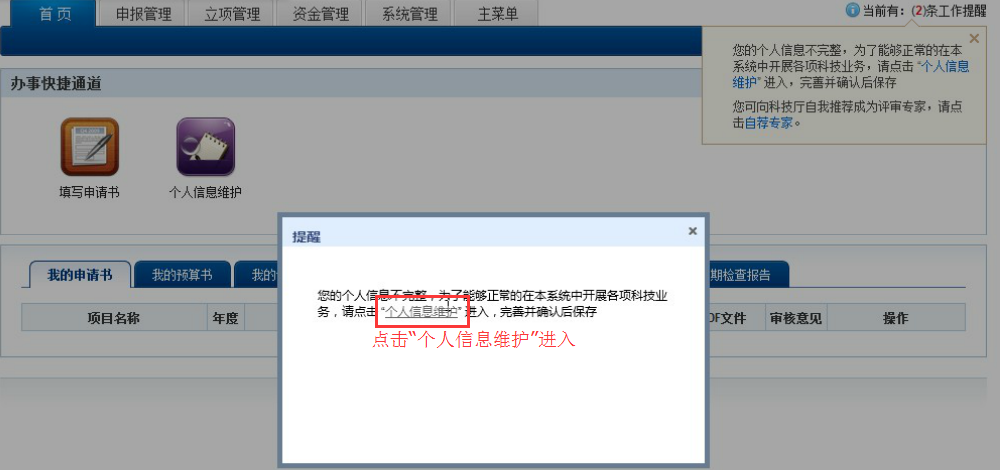 首 页
申报管理
立项管理
资金管理
系统管理
主菜单
当前有：(2)条工作提醒
您的个人信息不完整，为了能够正常的在本
系统中开展各项科技业务，请点击 “个人信息
维护” 进入，完善并确认后保存
您可向科技厅自我推荐成为评审专家，请点
击自荐专家。
办事快捷通道
填写申请书
个人信息维护
提醒
您的个人信息不完整，为了能够正常的在本系统中开展各项科技业
务，请点击 “个人信息维护” 进入，完善并确认后保存
点击“个人信息维护”进入
我的申请书
我的预算书
我的
期检查报告
项目名称
年度
DF文件
审核意见
操作